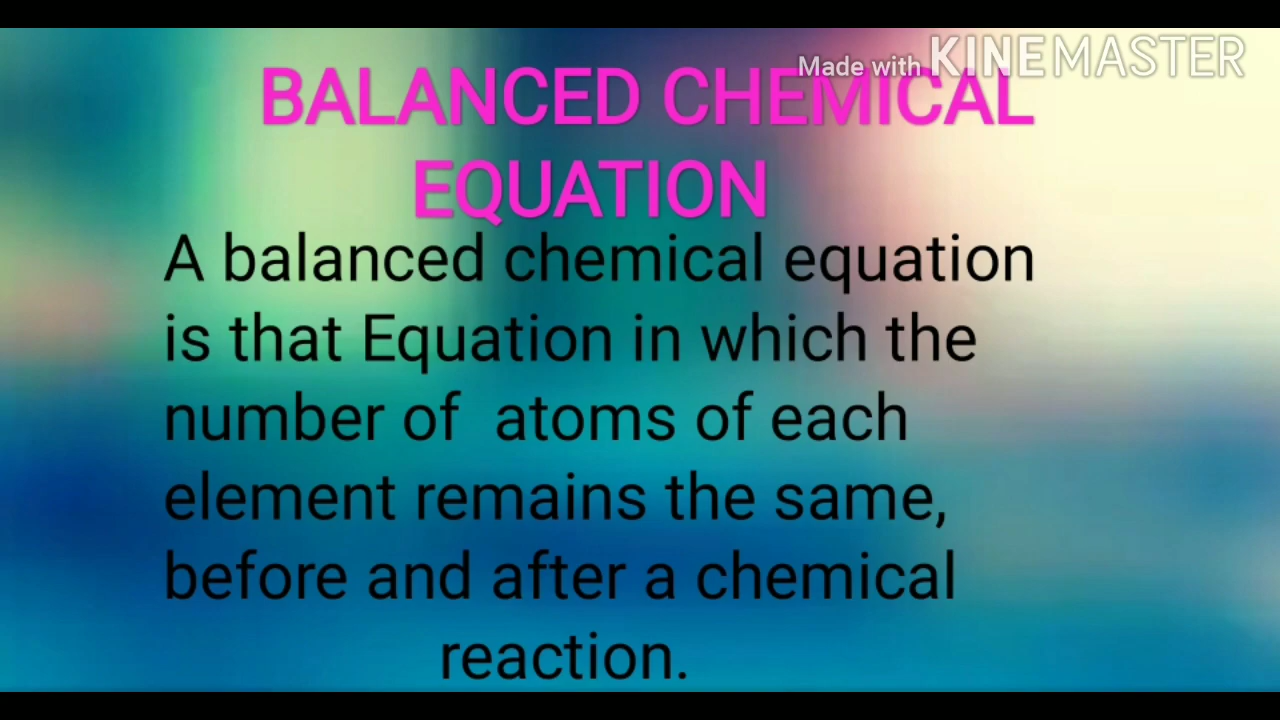 Made with KINEMASTER
BALANCED CHEMICAL
EQUATION
A balanced chemical equation
is that Equation in which the
number of  atoms of each
element remains the same,
before and after a chemical
reaction.